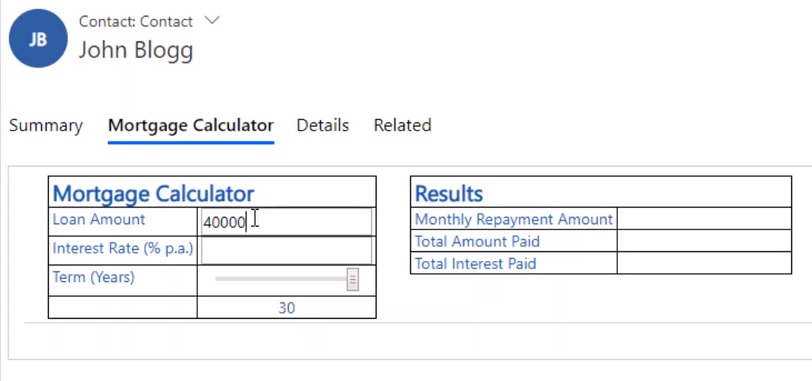 JB
Contact: Contact
John Blogg
Summary Mortgage Calculator Details Related
Mortgage Calculator
Loan Amount 40000
Interest Rate (% p.a.)
Term (Years)
30
Results
Monthly Repayment Amount
Total Amount Paid
Total Interest Paid